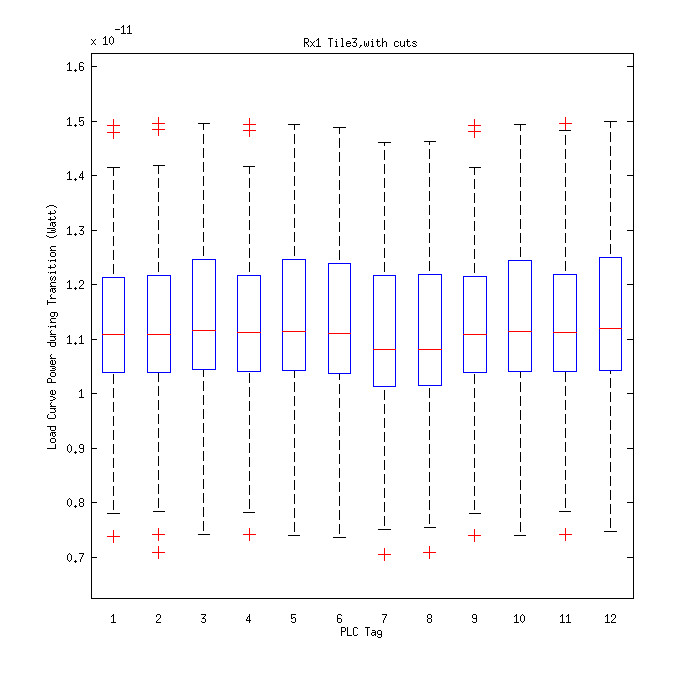 x 10^-11
Rx1 Tile3,with cuts
1.6
1.5
1.4
1.3
1.2
1.1
1
0.9
0.8
0.7
Load Curve Power during Transition (Watt)
1 2 3 4 5 6 7 8 9 10 11 12
PLC Tag